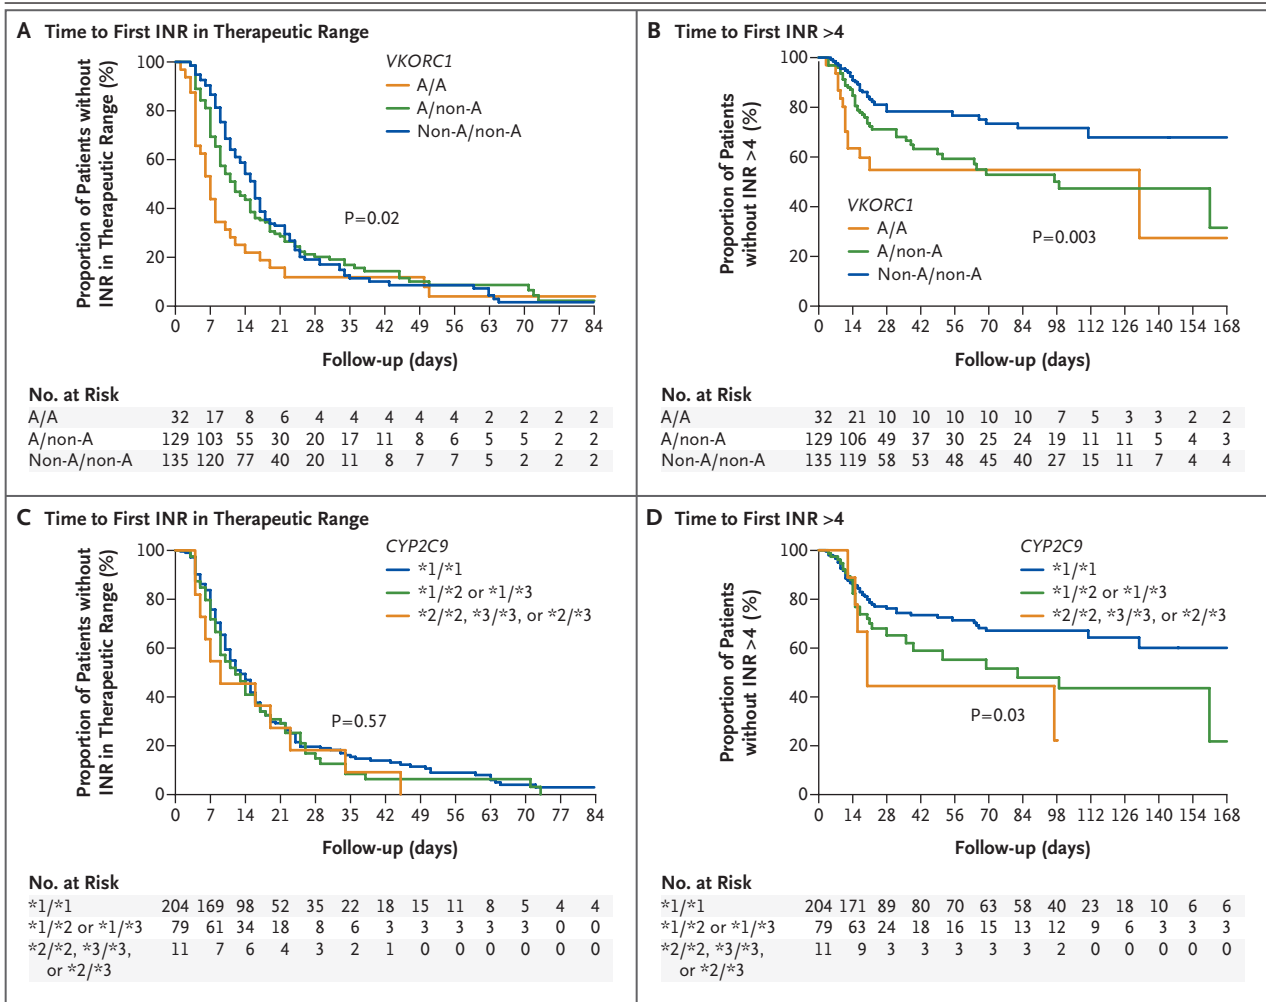 A Time to First INR in Therapeutic Range
Proportion of Patients without
INR in Therapeutic Range (%)
100
80
60
40
20
0
VKORC1
A/A
A/non-A
Non-A/non-A
P=0.02
0 7 14 21 28 35 42 49 56 63 70 77 84
Follow-up (days)
No. at Risk
A/A 32 17 8 6 4 4 4 4 4 2 2 2 2
A/non-A 129 103 55 30 20 17 11 8 6 5 5 2 2
Non-A/non-A 135 120 77 40 20 11 8 7 7 5 2 2 2
B Time to First INR >4
Proportion of Patients
without INR >4 (%)
100
80
60
40
20
0
VKORC1
A/A
A/non-A
Non-A/non-A
P=0.003
0 14 28 42 56 70 84 98 112 126 140 154 168
Follow-up (days)
No. at Risk
A/A 32 21 10 10 10 10 10 7 5 3 3 2 2
A/non-A 129 106 49 37 30 25 24 19 11 11 5 4 3
Non-A/non-A 135 119 58 53 48 45 40 27 15 11 7 4 4
C Time to First INR in Therapeutic Range
Proportion of Patients without
INR in Therapeutic Range (%)
100
80
60
40
20
0
CYP2C9
*1/*1
*1/*2 or *1/*3
*2/*2, *3/*3, or *2/*3
P=0.57
0 7 14 21 28 35 42 49 56 63 70 77 84
Follow-up (days)
No. at Risk
*1/*1 204 169 98 52 35 22 18 15 11 8 5 4 4
*1/*2 or *1/*3 79 61 34 18 8 6 3 3 3 3 3 0 0
*2/*2, *3/*3, 11 7 6 4 3 2 1 0 0 0 0 0 0
or *2/*3
D Time to First INR >4
Proportion of Patients
without INR >4 (%)
100
80
60
40
20
0
CYP2C9
*1/*1
*1/*2 or *1/*3
*2/*2, *3/*3, or *2/*3
P=0.03
0 14 28 42 56 70 84 98 112 126 140 154 168
Follow-up (days)
No. at Risk
*1/*1 204 171 89 80 70 63 58 40 23 18 10 6 6
*1/*2 or *1/*3 79 63 24 18 16 15 13 12 9 6 3 3 3
*2/*2, *3/*3, 11 9 3 3 3 3 3 2 0 0 0 0 0
or *2/*3